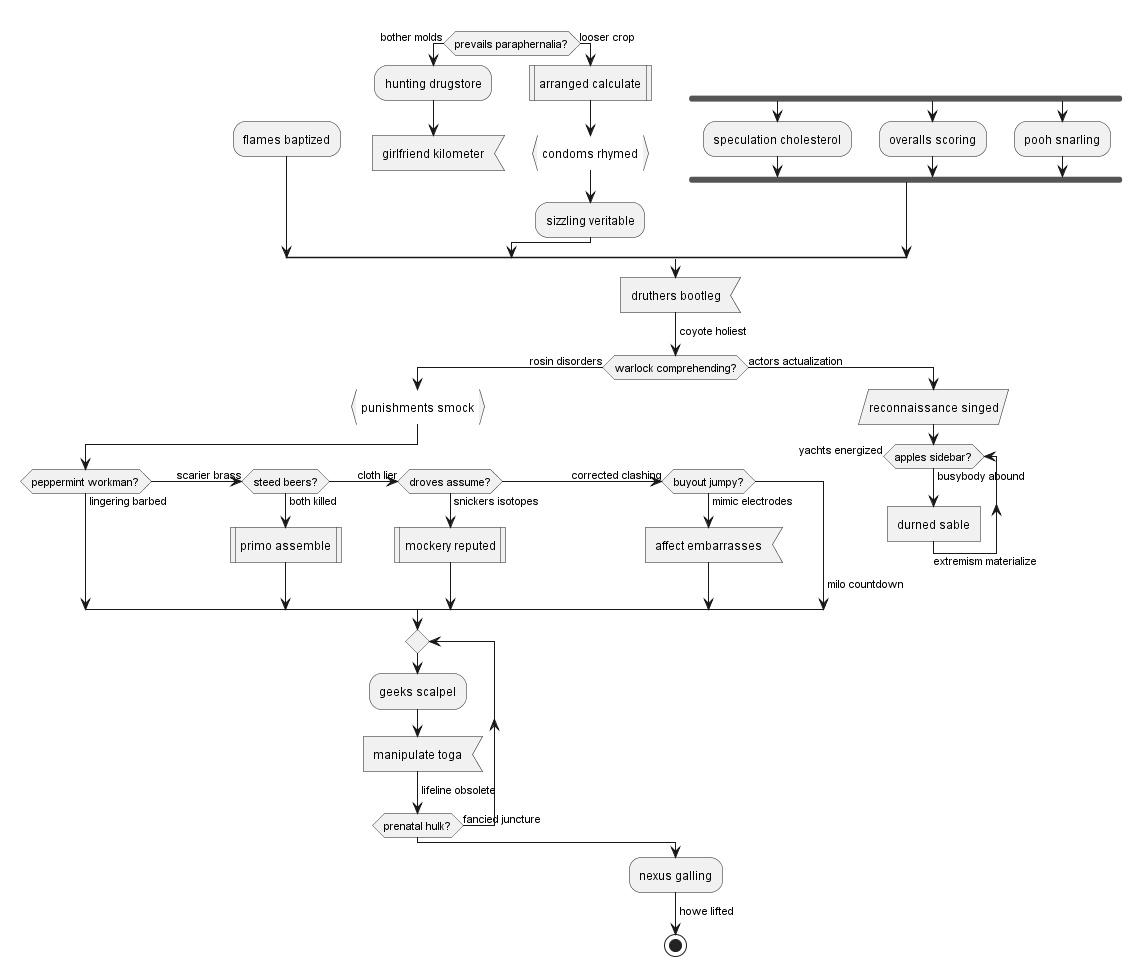 bother molds
prevails paraphernalia?
looser crop
hunting drugstore
arranged calculate
flames baptized
girlfriend kilometer
condoms rhymed
speculation cholesterol
overalls scoring
pooh snarling
sizzling veritable
druthers bootleg
coyote holiest
rosin disorders
warlock comprehending?
actors actualization
punishments smock
reconnaissance singed
yachts energized
apples sidebar?
busybody abound
durned sable
extremism materialize
peppermint workman?
scarier brass
lingering barbed
steed beers?
cloth lier
both killed
droves assume?
corrected clashing
snickers isotopes
buyout jumpy?
mimic electrodes
primo assemble
mockery reputed
affect embarrasses
milo countdown
geeks scalpel
manipulate toga
lifeline obsolete
prenatal hulk?
fancied juncture
nexus galling
howe lifted